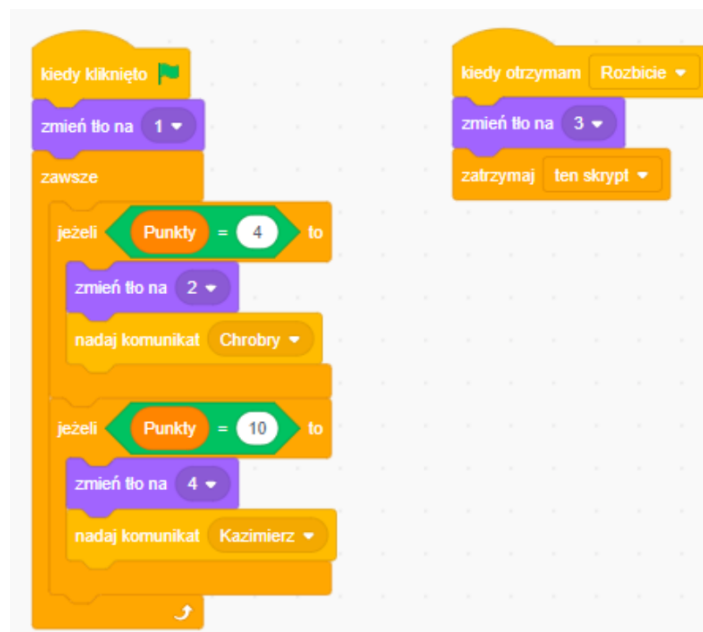 kiedy kliknięto
zmień tło na 1
zawsze
jeżeli Punkty = 4 to
zmień tło na 2
nadaj komunikat Chrobry
jeżeli Punkty = 10 to
zmień tło na 4
nadaj komunikat Kazimierz
kiedy otrzymam Rozbicie
zmień tło na 3
zatrzymaj ten skrypt